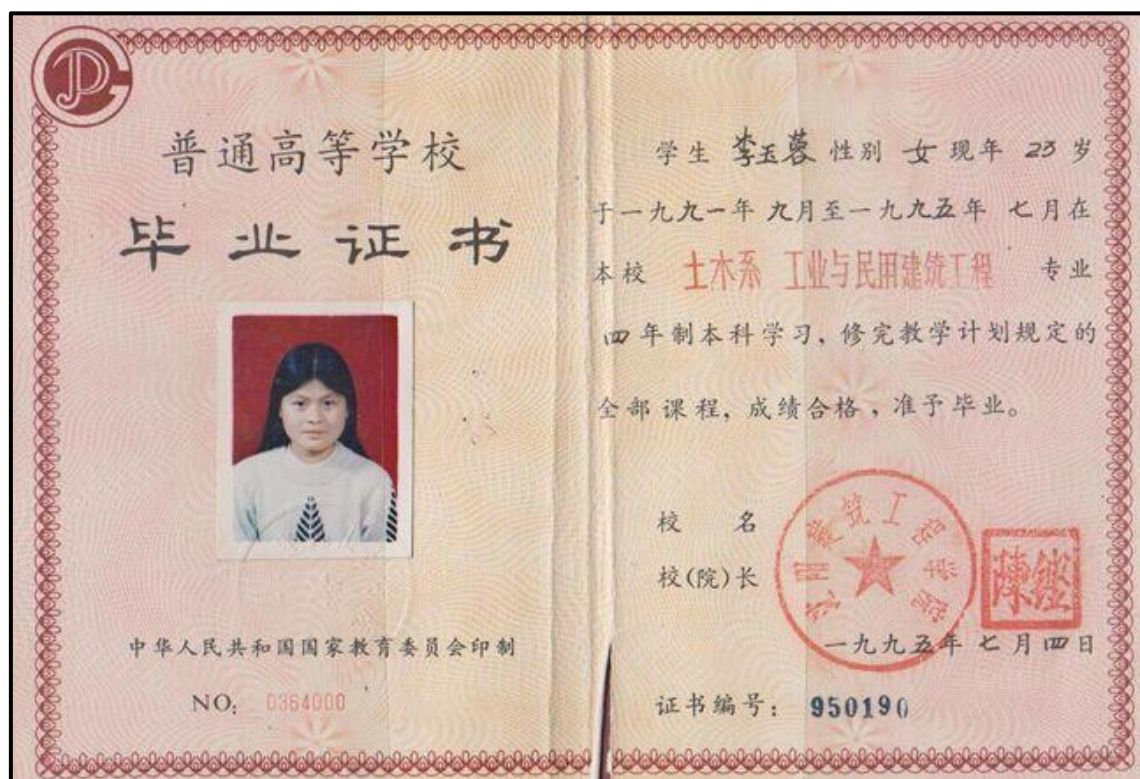 普通高等学校
毕业证书
中华人民共和国国家教育委员会印制
NO: 0364000
学生 李玉蓉 性别 女 现年 23 岁
于一九九一年 九月至一九九五年 七月在
本校 土木系 工业与民用建筑工程 专业
四年制本科学习,修完教学计划规定的
全部课程,成绩合格,准予毕业。
校 名
校(院)长
建筑工程学院
一九九五年 七月四日
证书编号: 950190